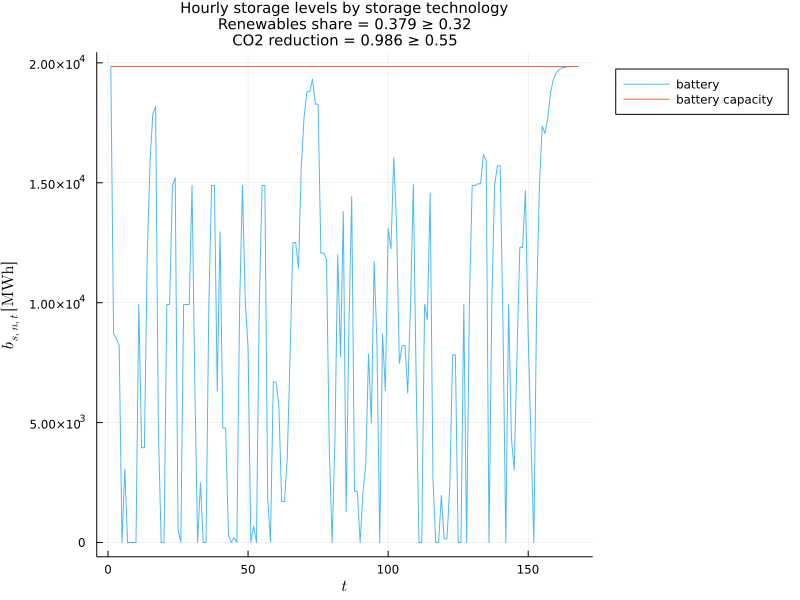 Hourly storage levels by storage technology
Renewables share = 0.379 ≥ 0.32
CO2 reduction = 0.986 ≥ 0.55
2.00×10⁴
1.50×10⁴
1.00×10⁴
5.00×10³
0
b_{s,n,t} [MWh]
0
50
100
150
t
battery
battery capacity